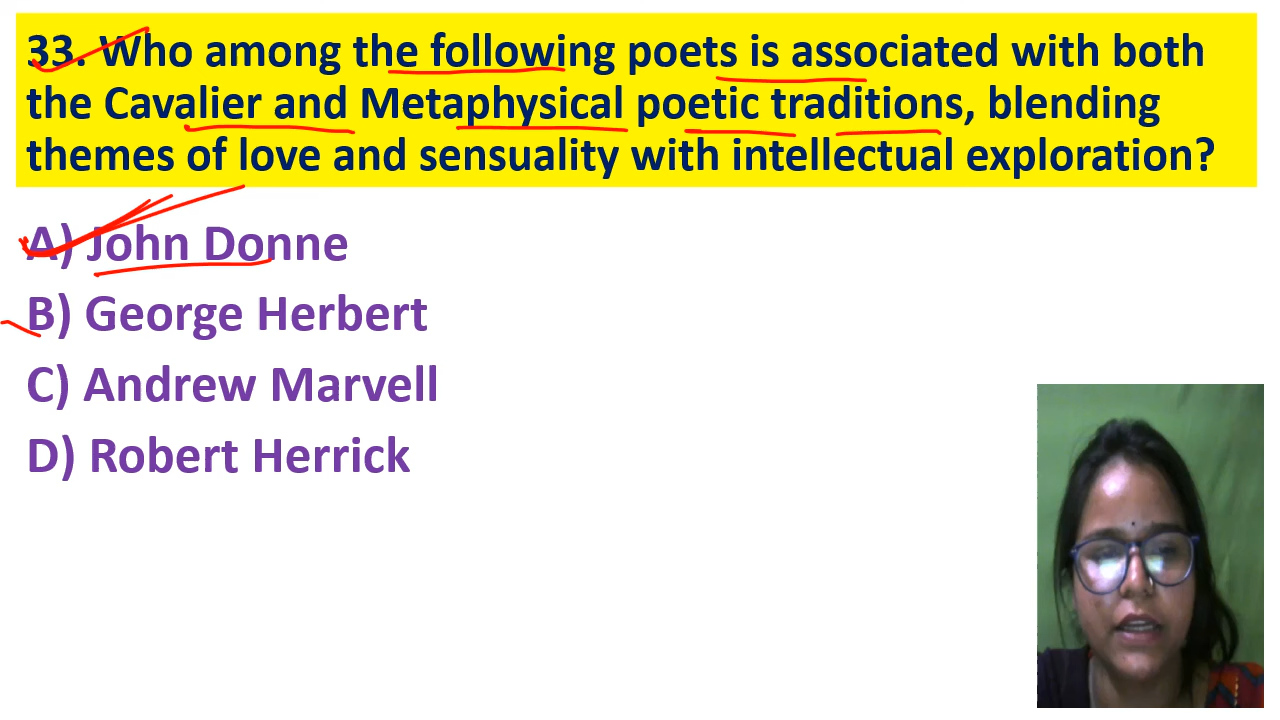 33. Who among the following poets is associated with both
the Cavalier and Metaphysical poetic traditions, blending
themes of love and sensuality with intellectual exploration?
A) John Donne
B) George Herbert
C) Andrew Marvell
D) Robert Herrick